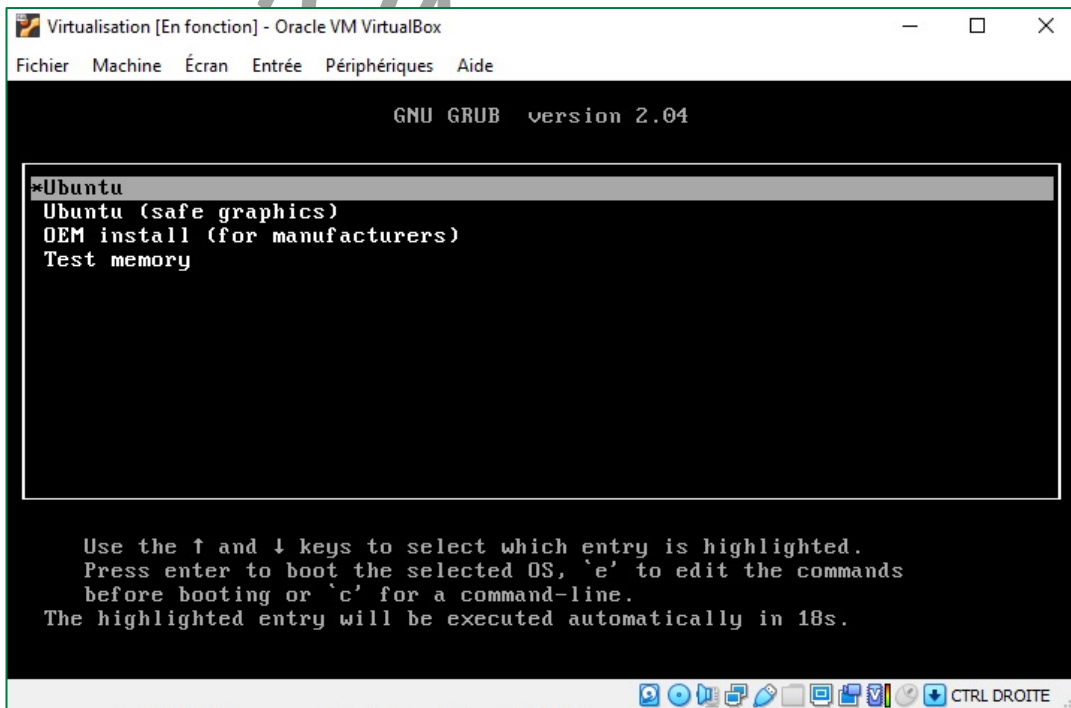 Virtualisation [En fonction] - Oracle VM VirtualBox
Fichier Machine Écran Entrée Périphériques Aide
GNU GRUB version 2.04
*Ubuntu
Ubuntu (safe graphics)
OEM install (for manufacturers)
Test memory
Use the ↑ and ↓ keys to select which entry is highlighted.
Press enter to boot the selected OS, `e' to edit the commands
before booting or `c' for a command-line.
The highlighted entry will be executed automatically in 18s.
CTRL DROITE